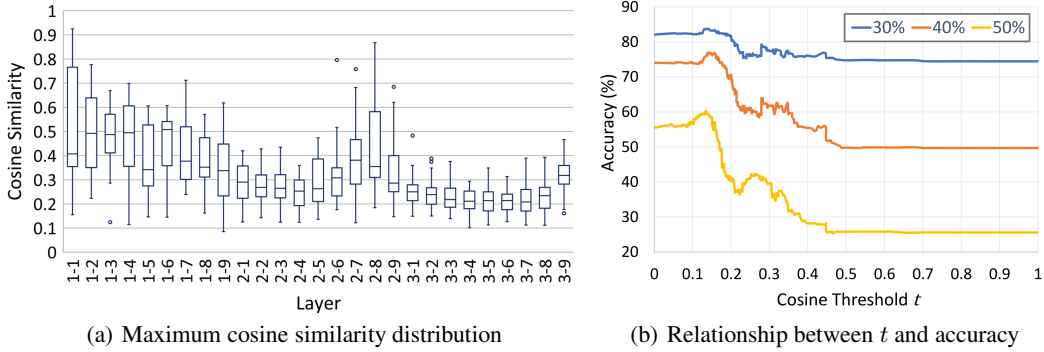 1
0.9
0.8
0.7
0.6
0.5
0.4
0.3
0.2
0.1
0
Cosine Similarity
1-1 1-2 1-3 1-4 1-5 1-6 1-7 1-8 1-9 2-1 2-2 2-3 2-4 2-5 2-6 2-7 2-8 2-9 3-1 3-2 3-3 3-4 3-5 3-6 3-7 3-8 3-9
Layer
(a) Maximum cosine similarity distribution
90
80
70
60
50
40
30
20
Accuracy (%)
30% 40% 50%
0 0.1 0.2 0.3 0.4 0.5 0.6 0.7 0.8 0.9 1
Cosine Threshold t
(b) Relationship between t and accuracy